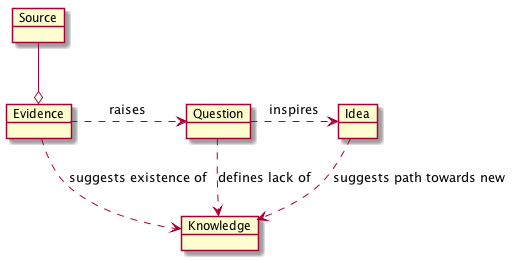 Source
Evidence
raises
Question
inspires
Idea
suggests existence of
defines lack of
suggests path towards new
Knowledge